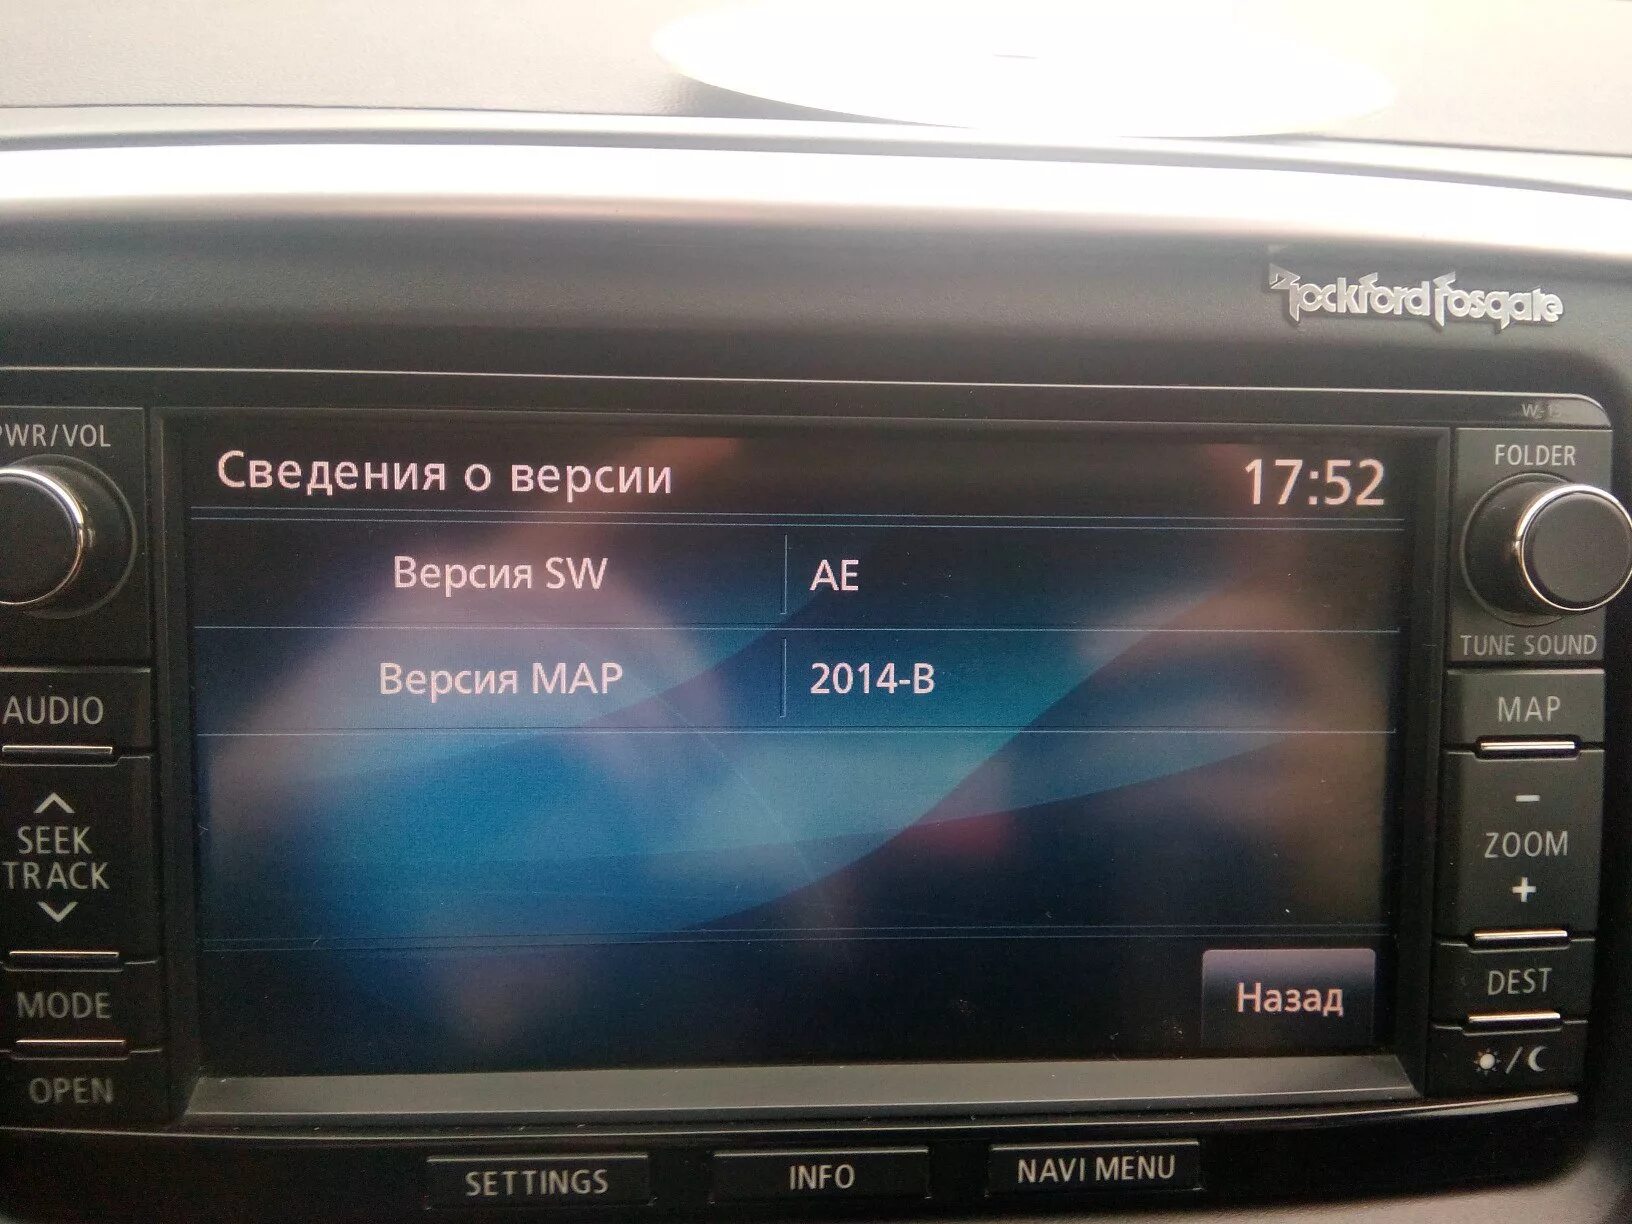 Rockford Fosgate
W-13
PWR/VOL
FOLDER
Сведения о версии 17:52
Версия SW AE
TUNE SOUND
Версия MAP 2014-B
AUDIO
MAP
SEEK
TRACK
ZOOM
MODE
DEST
Назад
OPEN
SETTINGS INFO NAVI MENU